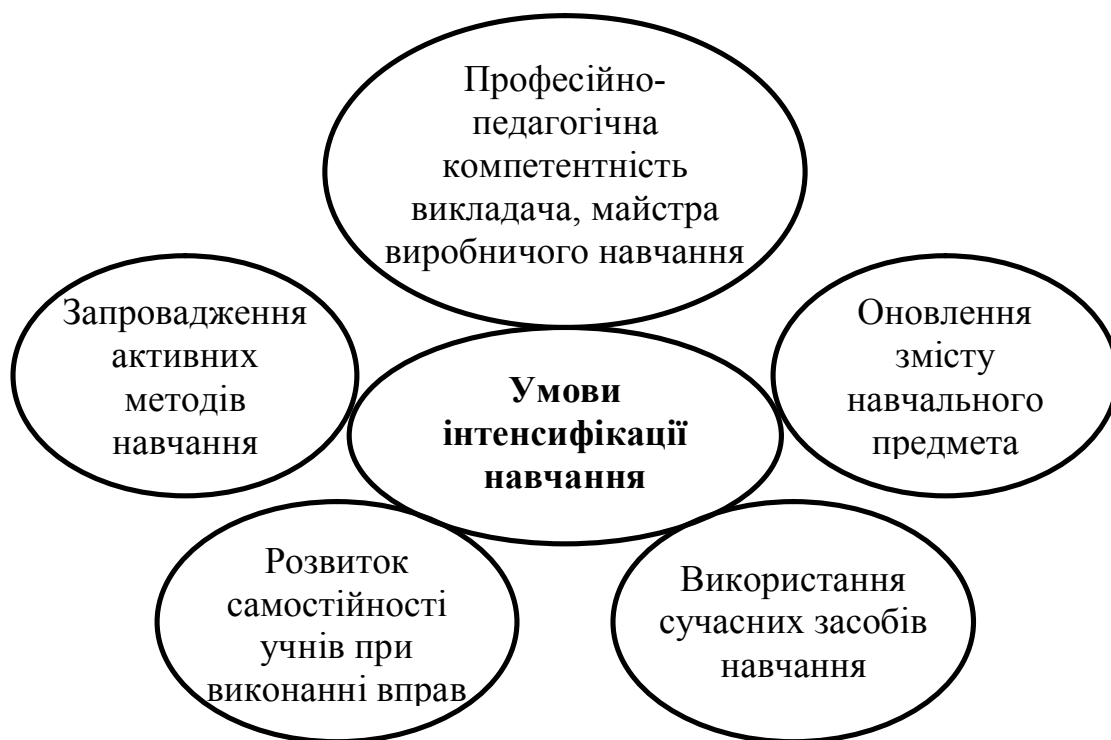 Професійно-
педагогічна
компетентність
викладача, майстра
виробничого навчання
Запровадження
активних
методів
навчання
Оновлення
змісту
навчального
предмета
Умови
інтенсифікації
навчання
Розвиток
самостійності
учнів при
виконанні вправ
Використання
сучасних засобів
навчання